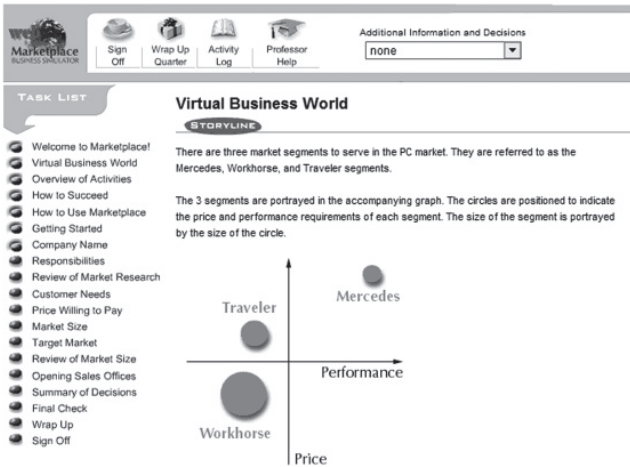 Marketplace
BUSINESS SIMULATOR
Sign Off
Wrap Up Quarter
Activity Log
Professor Help
Additional Information and Decisions
none
TASK LIST
Welcome to Marketplace!
Virtual Business World
Overview of Activities
How to Succeed
How to Use Marketplace
Getting Started
Company Name
Responsibilities
Review of Market Research
Customer Needs
Price Willing to Pay
Market Size
Target Market
Review of Market Size
Opening Sales Offices
Summary of Decisions
Final Check
Wrap Up
Sign Off
Virtual Business World
STORYLINE
There are three market segments to serve in the PC market. They are referred to as the
Mercedes, Workhorse, and Traveler segments.
The 3 segments are portrayed in the accompanying graph. The circles are positioned to indicate
the price and performance requirements of each segment. The size of the segment is portrayed
by the size of the circle.
Mercedes
Traveler
Performance
Workhorse
Price